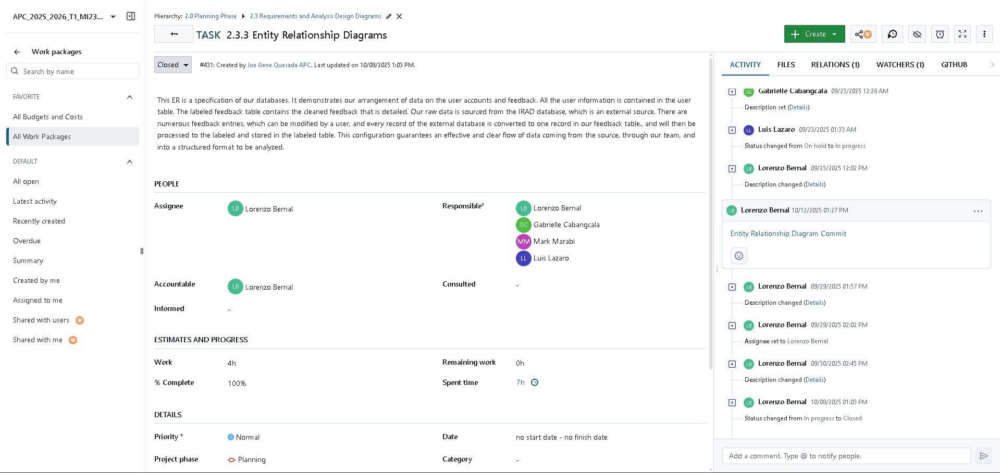 APC_2025_2026_T1_MI23...
Work packages
Search by name
FAVORITE
All Budgets and Costs
All Work Packages
DEFAULT
All open
Latest activity
Recently created
Overdue
Summary
Created by me
Assigned to me
Shared with users
Shared with me
Hierarchy: 2.0 Planning Phase 2.3 Requirements and Analysis Design Diagrams
TASK 2.3.3 Entity Relationship Diagrams
Create
Closed
#431: Created by Joe Gene Quesada APC. Last updated on 10/08/2025 1:03 PM.
This ER is a specification of our databases. It demonstrates our arrangement of data on the user accounts and feedback. All the user information is contained in the user
table. The labeled feedback table contains the cleaned feedback that is detailed. Our raw data is sourced from the IRAD database, which is an external source. There are
numerous feedback entries, which can be modified by a user, and every record of the external database is converted to one record in our feedback table., and will then be
processed to the labeled and stored in the labeled table. This configuration guarantees an effective and clear flow of data coming from the source, through our team, and
into a structured format to be analyzed.
PEOPLE
Assignee
LB Lorenzo Bernal
Responsible*
LB Lorenzo Bernal
GC Gabrielle Cabangcala
MM Mark Marabi
LL Luis Lazaro
Accountable
LB Lorenzo Bernal
Consulted
-
Informed
-
ESTIMATES AND PROGRESS
Work
4h
Remaining work
0h
% Complete
100%
Spent time
7h
DETAILS
Priority *
Normal
Date
no start date - no finish date
Project phase
Planning
Category
-
ACTIVITY FILES RELATIONS (1) WATCHERS (1) GITHUB
GC Gabrielle Cabangcala 09/23/2025 12:28 AM
Description set (Details)
LL Luis Lazaro 09/23/2025 01:33 AM
Status changed from On hold to In progress
LB Lorenzo Bernal 09/23/2025 12:02 PM
Description changed (Details)
LB Lorenzo Bernal 10/12/2025 01:27 PM
Entity Relationship Diagram Commit
LB Lorenzo Bernal 09/29/2025 01:57 PM
Description changed (Details)
LB Lorenzo Bernal 09/29/2025 02:02 PM
Assignee set to Lorenzo Bernal
LB Lorenzo Bernal 09/30/2025 02:45 PM
Description changed (Details)
LB Lorenzo Bernal 10/08/2025 01:03 PM
Status changed from In progress to Closed
Add a comment. Type @ to notify people.